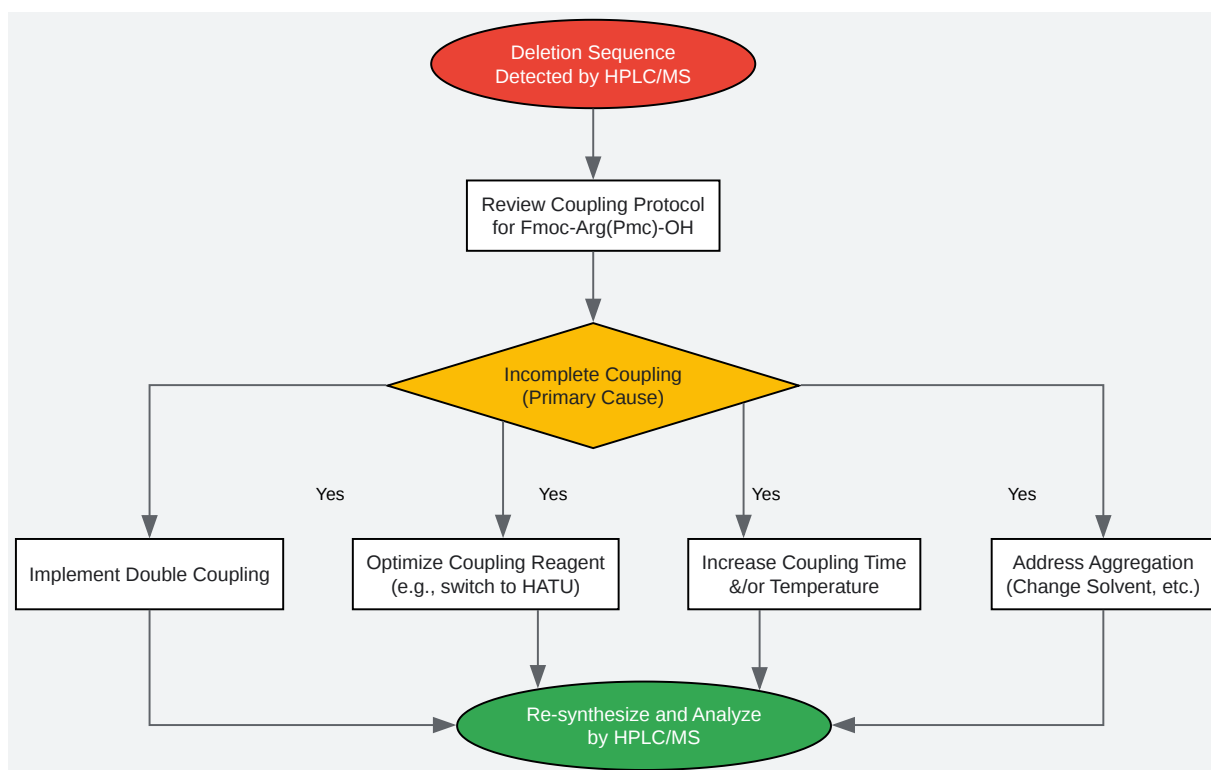 Deletion Sequence
Detected by HPLC/MS
Review Coupling Protocol
for Fmoc-Arg(Pmc)-OH
Incomplete Coupling
(Primary Cause)
Yes
Yes
Yes
Yes
Implement Double Coupling
Optimize Coupling Reagent
(e.g., switch to HATU)
Increase Coupling Time
&/or Temperature
Address Aggregation
(Change Solvent, etc.)
Re-synthesize and Analyze
by HPLC/MS